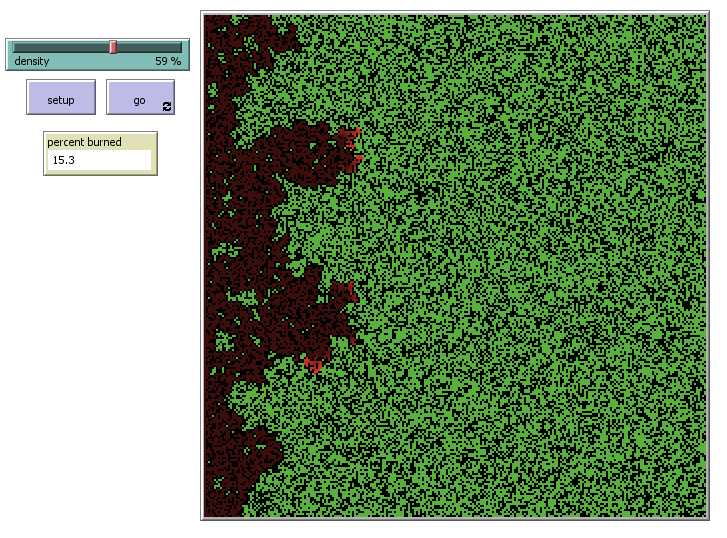 density 59 %
setup
go
percent burned
15.3